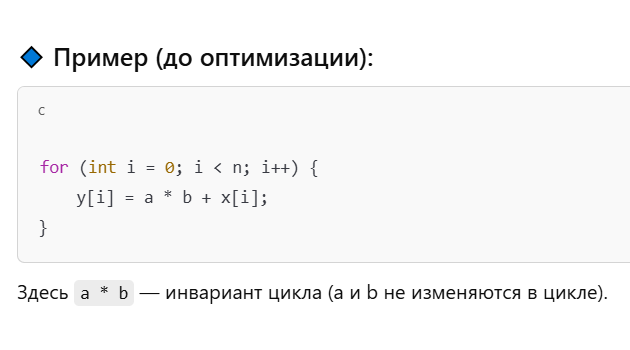 Пример (до оптимизации):
c
for (int i = 0; i < n; i++) {
    y[i] = a * b + x[i];
}
Здесь a * b — инвариант цикла (a и b не изменяются в цикле).